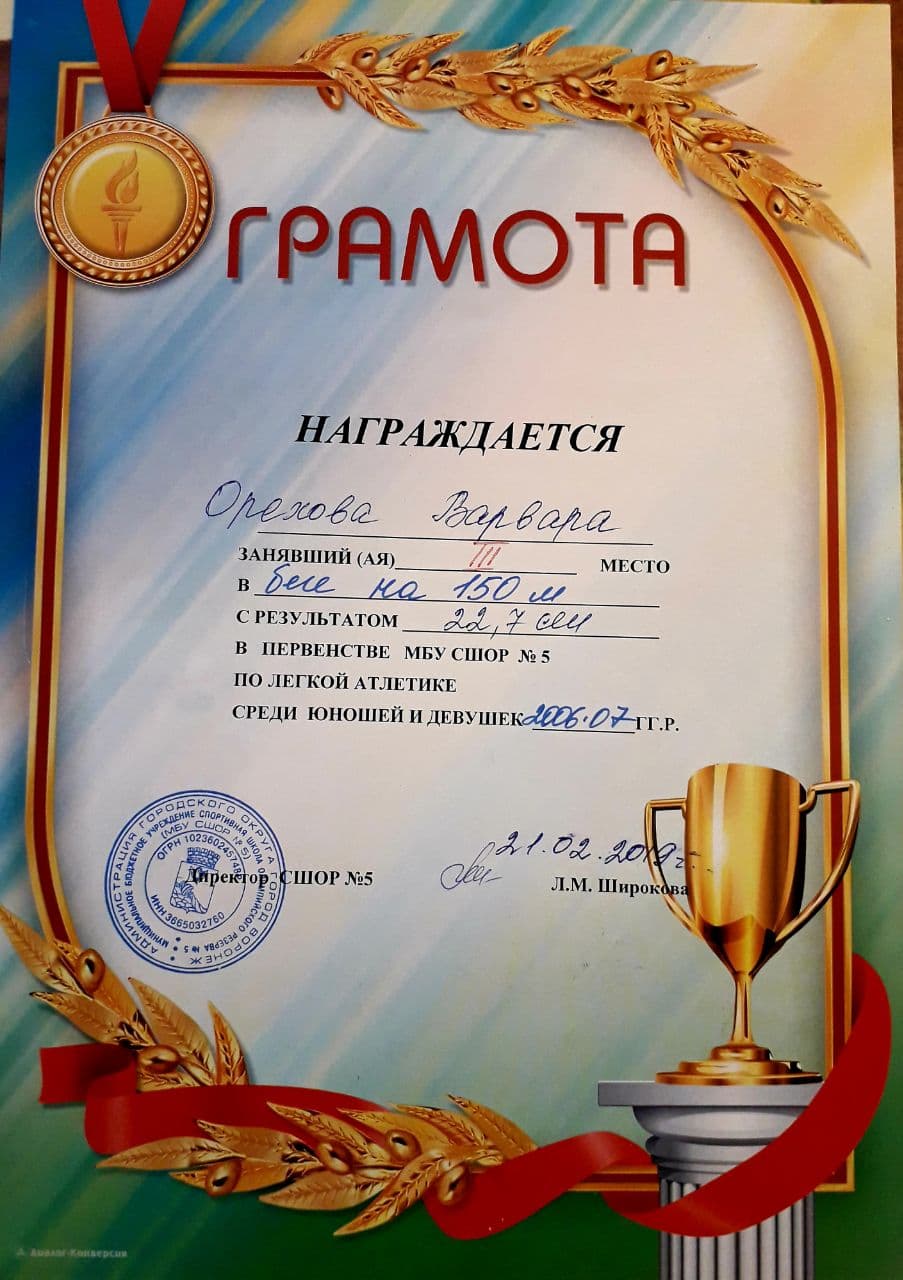 ГРАМОТА
НАГРАЖДАЕТСЯ
Орехова Варвара
ЗАНЯВШИЙ (АЯ) III МЕСТО
В беге на 150 м
С РЕЗУЛЬТАТОМ 22,7 сек
В ПЕРВЕНСТВЕ МБУ СШОР № 5
ПО ЛЕГКОЙ АТЛЕТИКЕ
СРЕДИ ЮНОШЕЙ И ДЕВУШЕК 2006-07 ГГ.Р.
21.02.2019г.
Директор СШОР №5 Л.М. Широкова
АДМИНИСТРАЦИЯ ГОРОДСКОГО ОКРУГА ГОРОД ВОРОНЕЖ
МУНИЦИПАЛЬНОЕ БЮДЖЕТНОЕ УЧРЕЖДЕНИЕ СПОРТИВНАЯ ШКОЛА ОЛИМПИЙСКОГО РЕЗЕРВА № 5
(МБУ СШОР № 5)
ОГРН 1023602457486
ИНН 3665032760
Диалог-Конверсия